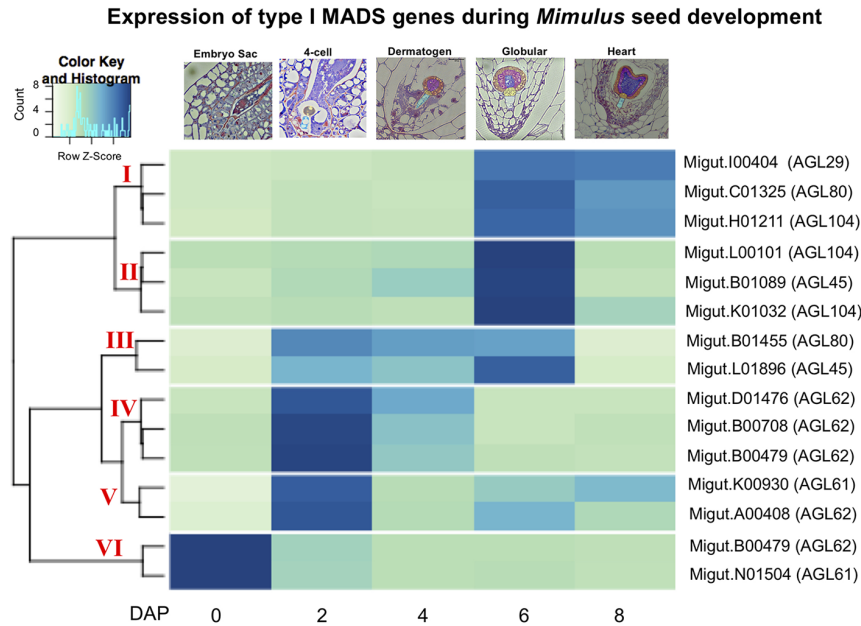 Expression of type I MADS genes during Mimulus seed development
Color Key
and Histogram
Count
8
4
0
Row Z-Score
Embryo Sac
4-cell
Dermatogen
Globular
Heart
I
II
III
IV
V
VI
Migut.I00404 (AGL29)
Migut.C01325 (AGL80)
Migut.H01211 (AGL104)
Migut.L00101 (AGL104)
Migut.B01089 (AGL45)
Migut.K01032 (AGL104)
Migut.B01455 (AGL80)
Migut.L01896 (AGL45)
Migut.D01476 (AGL62)
Migut.B00708 (AGL62)
Migut.B00479 (AGL62)
Migut.K00930 (AGL61)
Migut.A00408 (AGL62)
Migut.B00479 (AGL62)
Migut.N01504 (AGL61)
DAP 0 2 4 6 8